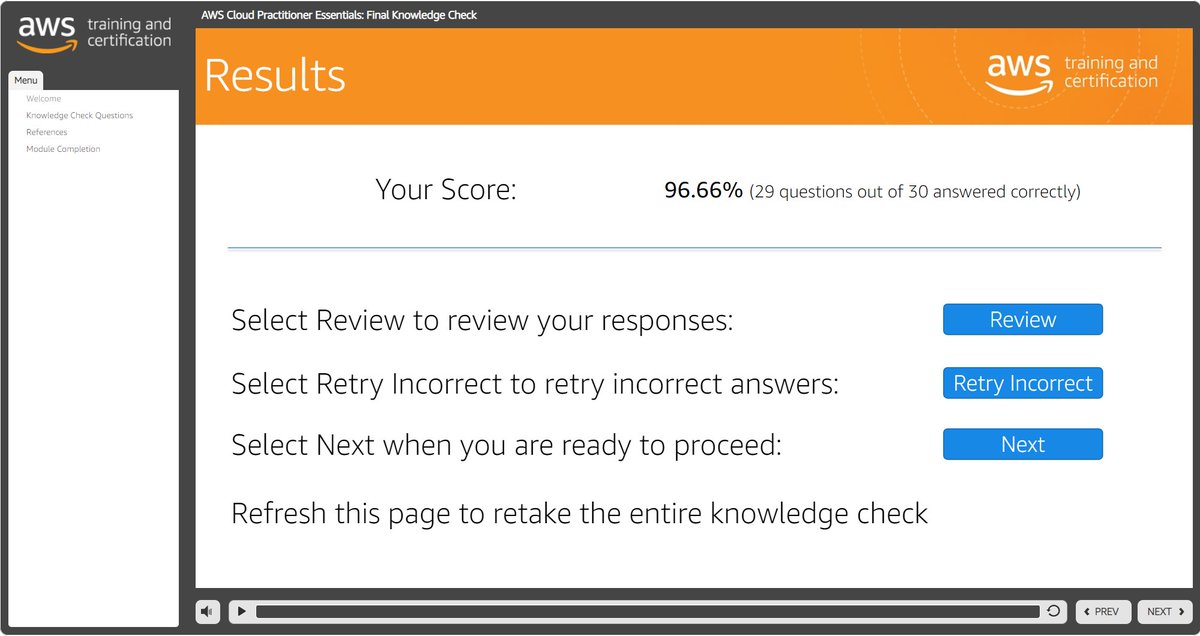 AWS Cloud Practitioner Essentials: Final Knowledge Check
aws training and
certification
Menu
Welcome
Knowledge Check Questions
References
Module Completion
Results
aws training and
certification
Your Score: 96.66% (29 questions out of 30 answered correctly)
Select Review to review your responses: Review
Select Retry Incorrect to retry incorrect answers: Retry Incorrect
Select Next when you are ready to proceed: Next
Refresh this page to retake the entire knowledge check
PREV NEXT